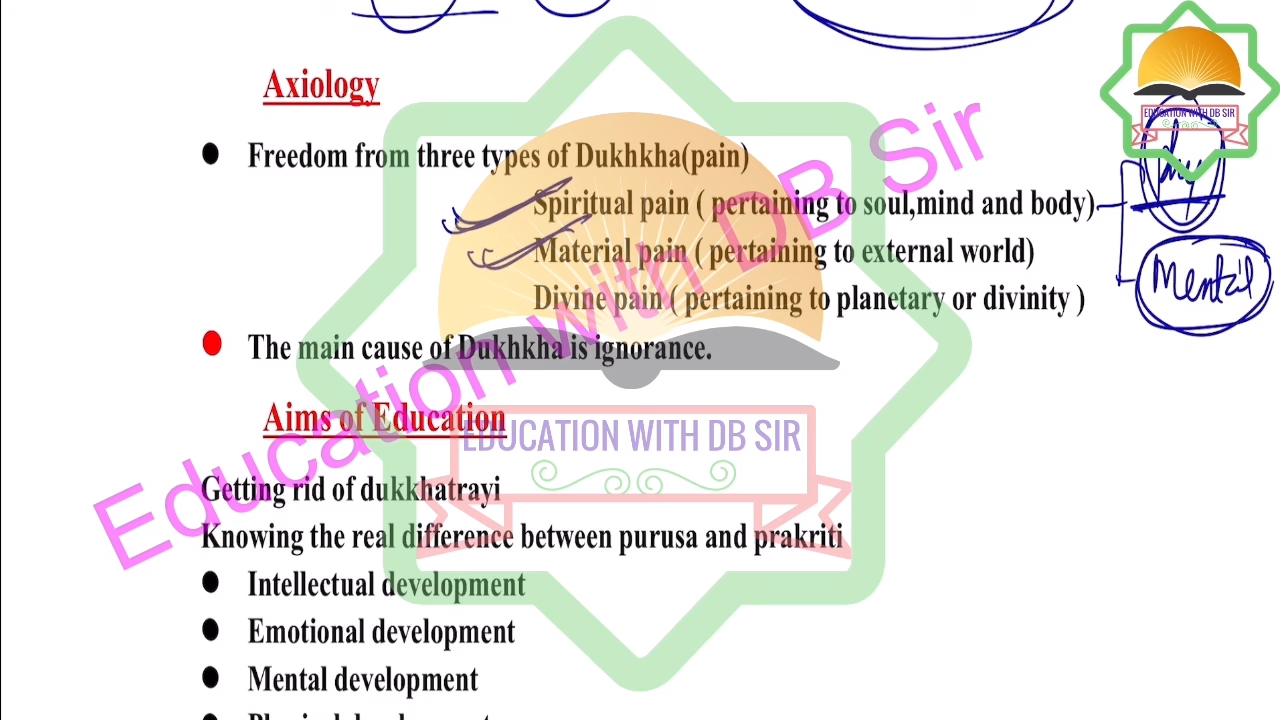 Axiology
EDUCATION WITH DB SIR
● Freedom from three types of Dukhkha(pain)
Spiritual pain ( pertaining to soul,mind and body)
Material pain ( pertaining to external world)
Mental
Divine pain ( pertaining to planetary or divinity )
● The main cause of Dukhkha is ignorance.
Education with DB Sir
Aims of Education
EDUCATION WITH DB SIR
Getting rid of dukkhatrayi
Knowing the real difference between purusa and prakriti
● Intellectual development
● Emotional development
● Mental development